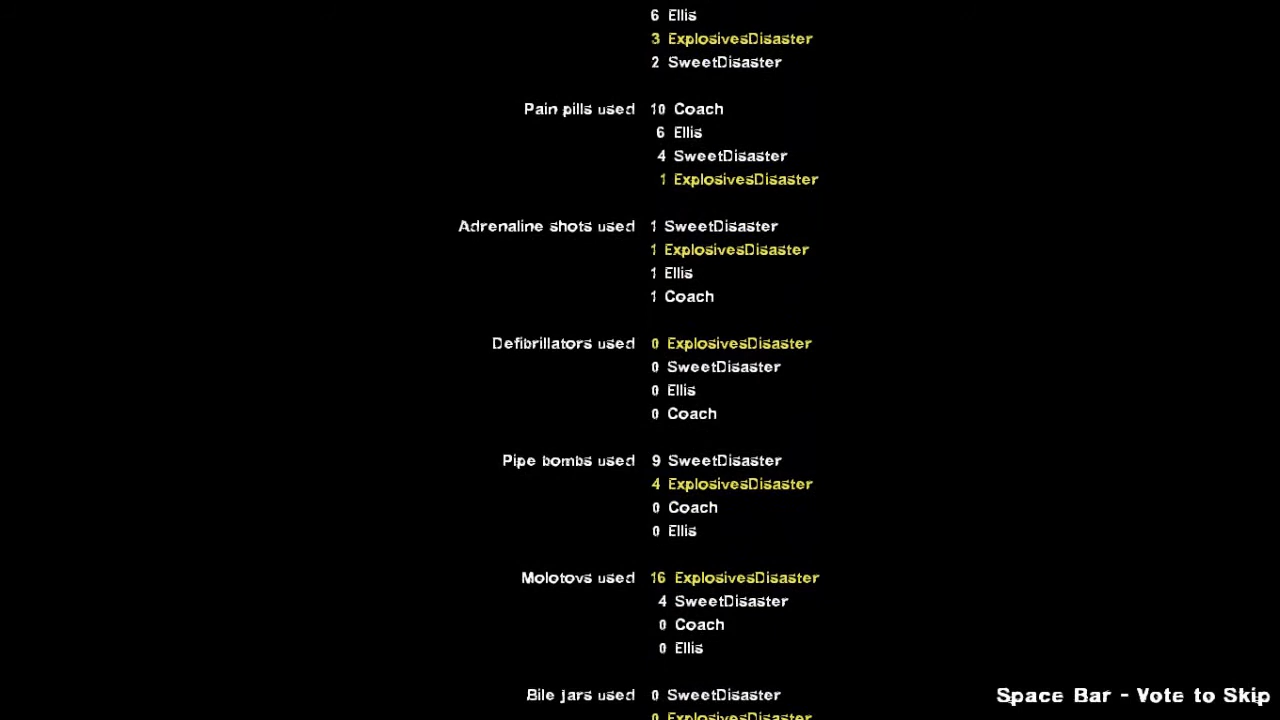 6 Ellis
3 ExplosivesDisaster
2 SweetDisaster
Pain pills used 10 Coach
6 Ellis
4 SweetDisaster
1 ExplosivesDisaster
Adrenaline shots used 1 SweetDisaster
1 ExplosivesDisaster
1 Ellis
1 Coach
Defibrillators used 0 ExplosivesDisaster
0 SweetDisaster
0 Ellis
0 Coach
Pipe bombs used 9 SweetDisaster
4 ExplosivesDisaster
0 Coach
0 Ellis
Molotovs used 16 ExplosivesDisaster
4 SweetDisaster
0 Coach
0 Ellis
Bile jars used 0 SweetDisaster
0 ExplosivesDisaster
Space Bar - Vote to Skip